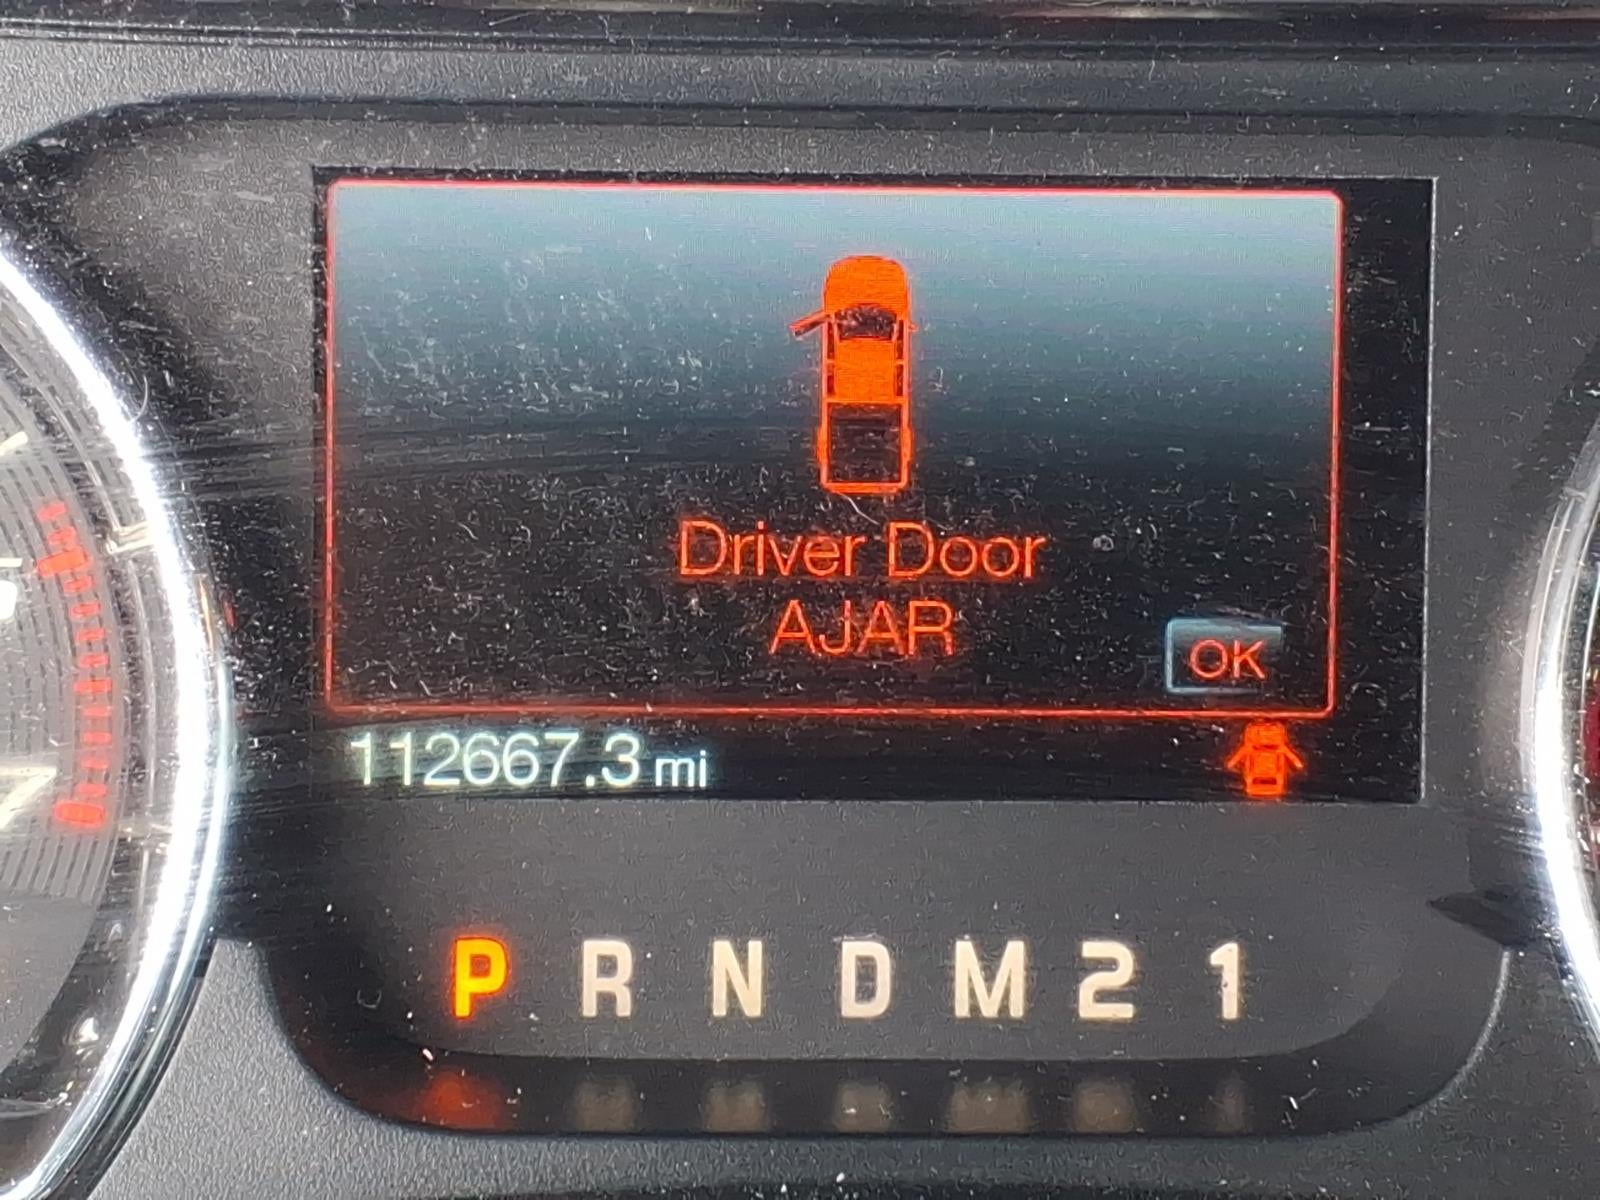 Driver Door
AJAR
OK
112667.3 mi
P R N D M 2 1